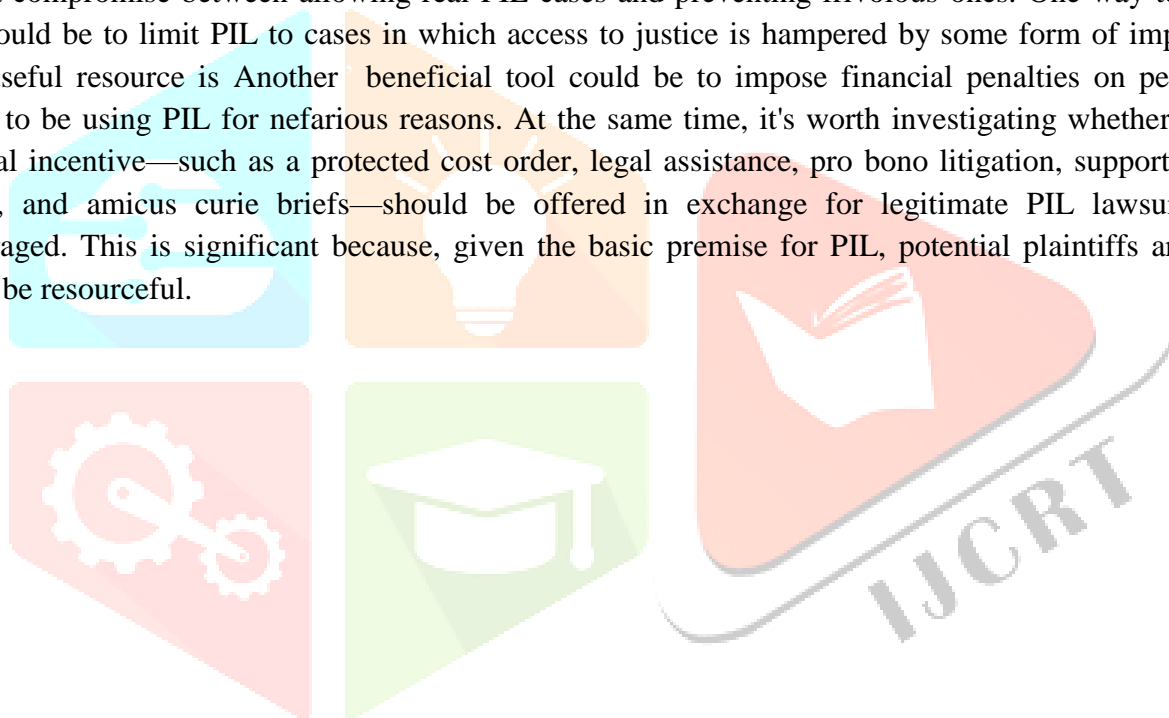 compromise between allowing real PIL cases and preventing frivolous ones. One way
ould be to limit PIL to cases in which access to justice is hampered by some form of imp
seful resource is Another beneficial tool could be to impose financial penalties on pe
to be using PIL for nefarious reasons. At the same time, it's worth investigating whether
al incentive—such as a protected cost order, legal assistance, pro bono litigation, support
, and amicus curie briefs—should be offered in exchange for legitimate PIL lawsu
aged. This is significant because, given the basic premise for PIL, potential plaintiffs a
be resourceful.
IJCRT